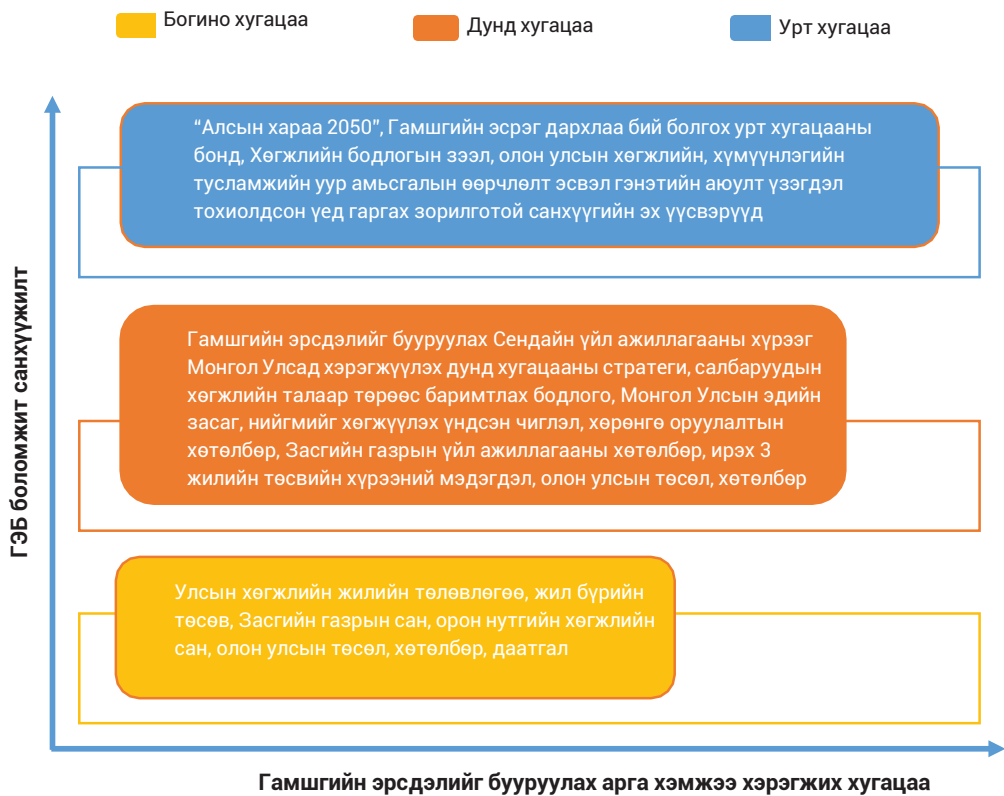 Богино хугацаа
Дунд хугацаа
Урт хугацаа
“Алсын хараа 2050”, Гамшгийн эсрэг дархлаа бий болгох урт хугацааны
бонд, Хөгжлийн бодлогын зээл, олон улсын хөгжлийн, хүмүүнлэгийн
тусламжийн уур амьсгалын өөрчлөлт эсвэл гэнэтийн аюулт үзэгдэл
тохиолдсон үед гаргах зорилготой санхүүгийн эх үүсвэрүүд
Гамшгийн эрсдэлийг бууруулах Сендайн үйл ажиллагааны хүрээг
Монгол Улсад хэрэгжүүлэх дунд хугацааны стратеги, салбаруудын
хөгжлийн талаар төрөөс баримтлах бодлого, Монгол Улсын эдийн
засаг, нийгмийг хөгжүүлэх үндсэн чиглэл, хөрөнгө оруулалтын
хөтөлбөр, Засгийн газрын үйл ажиллагааны хөтөлбөр, ирэх 3
жилийн төсвийн хүрээний мэдэгдэл, олон улсын төсөл, хөтөлбөр
Улсын хөгжлийн жилийн төлөвлөгөө, жил бүрийн
төсөв, Засгийн газрын сан, орон нутгийн хөгжлийн
сан, олон улсын төсөл, хөтөлбөр, даатгал
ГЭБ боломжит санхүүжилт
Гамшгийн эрсдэлийг бууруулах арга хэмжээ хэрэгжих хугацаа